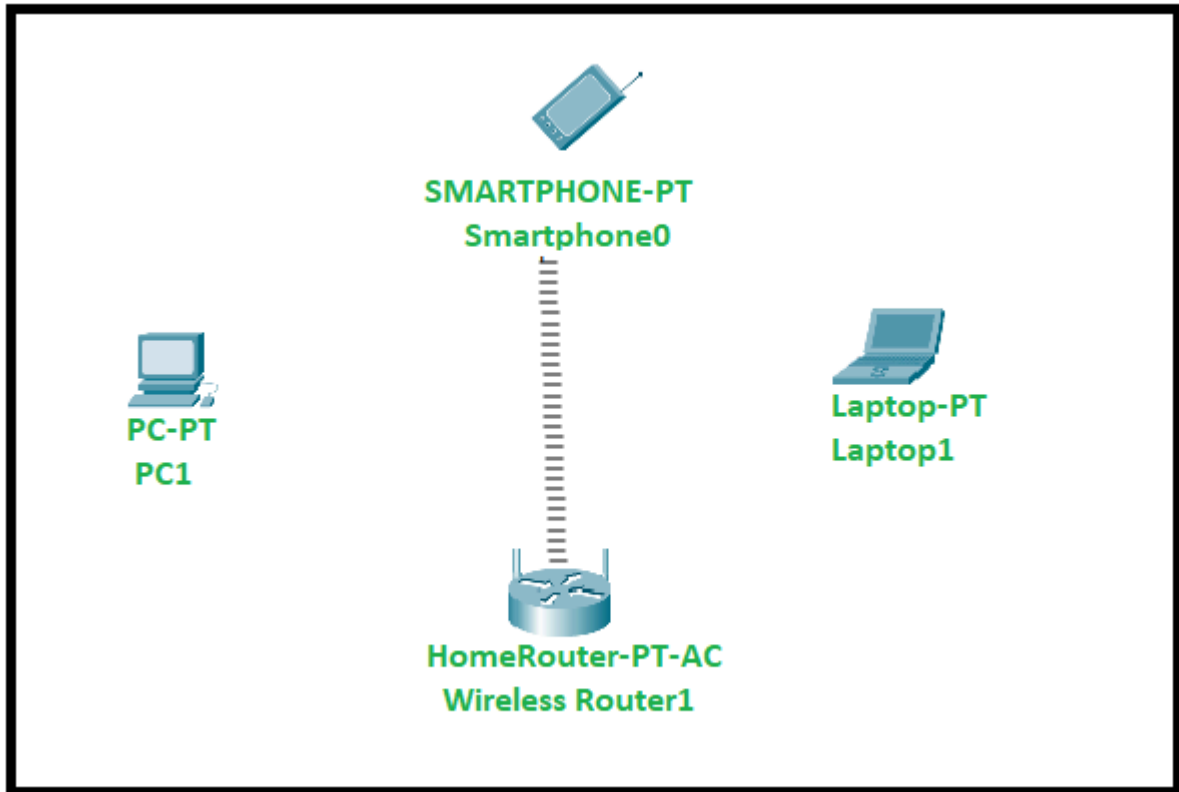 SMARTPHONE-PT
Smartphone0
PC-PT
PC1
Laptop-PT
Laptop1
HomeRouter-PT-AC
Wireless Router1